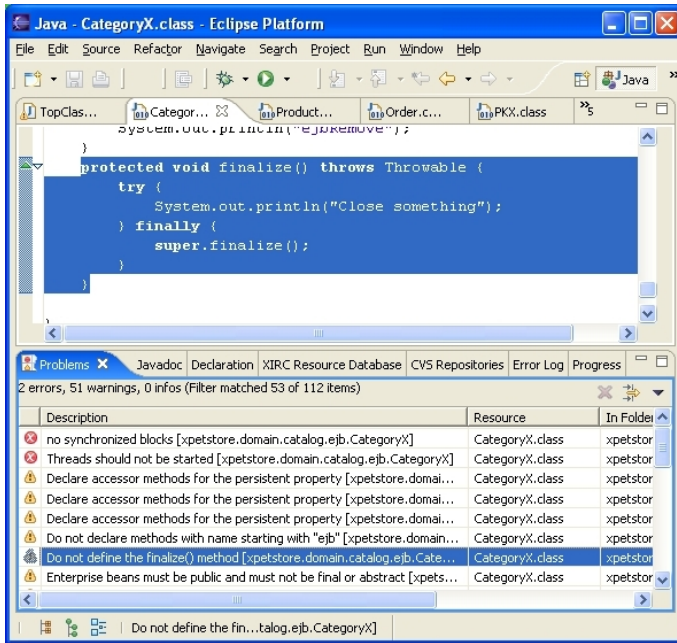 Java - CategoryX.class - Eclipse Platform
File Edit Source Refactor Navigate Search Project Run Window Help
Java »
TopClas... Categor... Product... Order.c... PKX.class »5
System.out.println("ejbRemove");
}
protected void finalize() throws Throwable {
try {
System.out.println("Close something");
} finally {
super.finalize();
}
}
Problems Javadoc Declaration XIRC Resource Database CVS Repositories Error Log Progress
2 errors, 51 warnings, 0 infos (Filter matched 53 of 112 items)
Description Resource In Folder
no synchronized blocks [xpetstore.domain.catalog.ejb.CategoryX] CategoryX.class xpetstor
Threads should not be started [xpetstore.domain.catalog.ejb.CategoryX] CategoryX.class xpetstor
Declare accessor methods for the persistent property [xpetstore.domai... CategoryX.class xpetstor
Declare accessor methods for the persistent property [xpetstore.domai... CategoryX.class xpetstor
Declare accessor methods for the persistent property [xpetstore.domai... CategoryX.class xpetstor
Do not declare methods with name starting with "ejb" [xpetstore.domain... CategoryX.class xpetstor
Do not define the finalize() method [xpetstore.domain.catalog.ejb.Cate... CategoryX.class xpetstor
Enterprise beans must be public and must not be final or abstract [xpets... CategoryX.class xpetstor
Do not define the fin...talog.ejb.CategoryX]